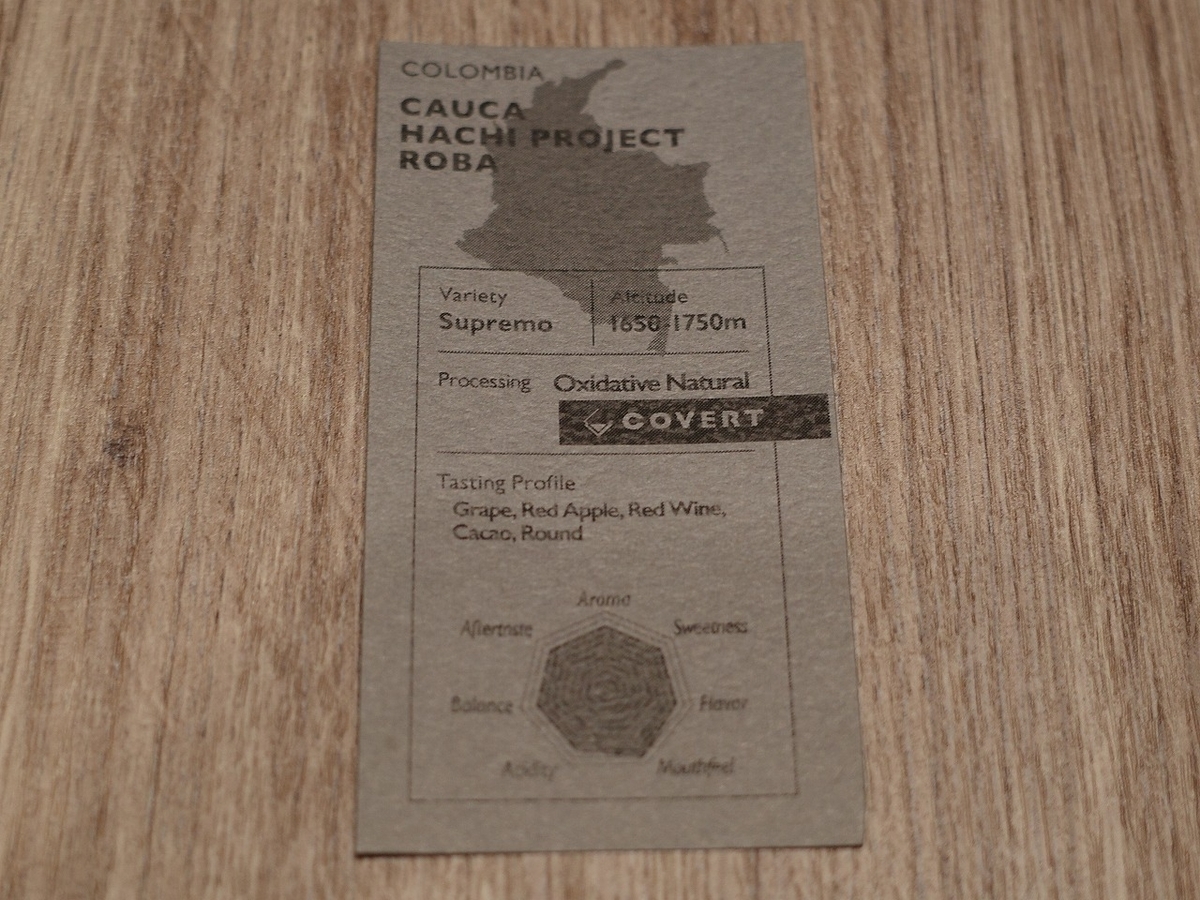 COLOMBIA
CAUCA
HACHI PROJECT
ROBA
Variety
Supremo
Altitude
1650-1750m
Processing
Oxidative Natural
COVERT
Tasting Profile
Grape, Red Apple, Red Wine,
Cacao, Round
Aroma
Aftertaste
Sweetness
Balance
Flavor
Acidity
Mouthfeel